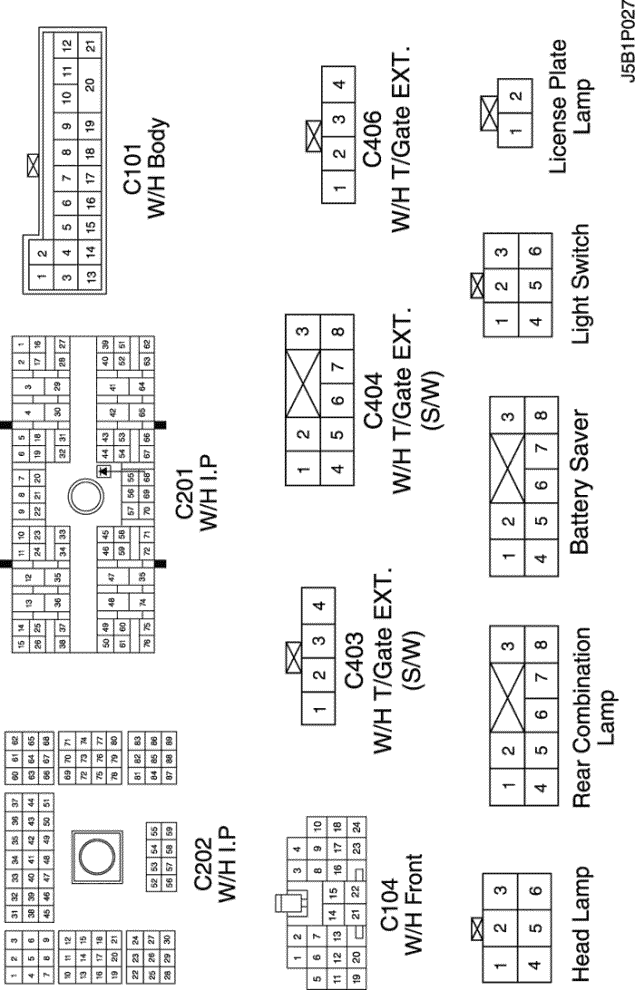 1 2 3
4 5 6
7 8 9
10 11 12
13 14 15
16 17 18
19 20 21
22 23 24
25 26 27
28 29 30
31 32 33 34 35 36 37
38 39 40 41 42 43 44
45 46 47 48 49 50 51
52 53 54 55
56 57 58 59
60 61 62
63 64 65
66 67 68
69 70 71
72 73 74
75 76 77
78 79 80
81 82 83
84 85 86
87 88 89
C202
W/H I.P
15 14 13 12 11 10 9 8 7 6 5 4 3 2 1
26 25 24 23 22 21 20 19 18 17 16
38 37 36 35 34 33 32 31 30 29 28 27
50 49 48 47 46 45 44 43 42 41 40 39
61 60 59 58 57 56 55 54 53 52 51
76 75 74 35 72 71 70 69 68 67 66 65 64 63 62
C201
W/H I.P
1 2
3 4 5 6 7 8 9 10 11 12
13 14 15 16 17 18 19 20 21
C101
W/H Body
1 2 3 4
5 6 7 8 9 10
11 12 13 14 15 16 17 18
19 20 21 22 23 24
C104
W/H Front
1 2 3 4
C403
W/H T/Gate EXT.
(S/W)
1 2 3
4 5 6 7 8
C404
W/H T/Gate EXT.
(S/W)
1 2 3 4
C406
W/H T/Gate EXT.
1 2 3
4 5 6
Head Lamp
1 2 3
4 5 6 7 8
Rear Combination
Lamp
1 2 3
4 5 6 7 8
Battery Saver
1 2 3
4 5 6
Light Switch
1 2
License Plate
Lamp
J5B1P027